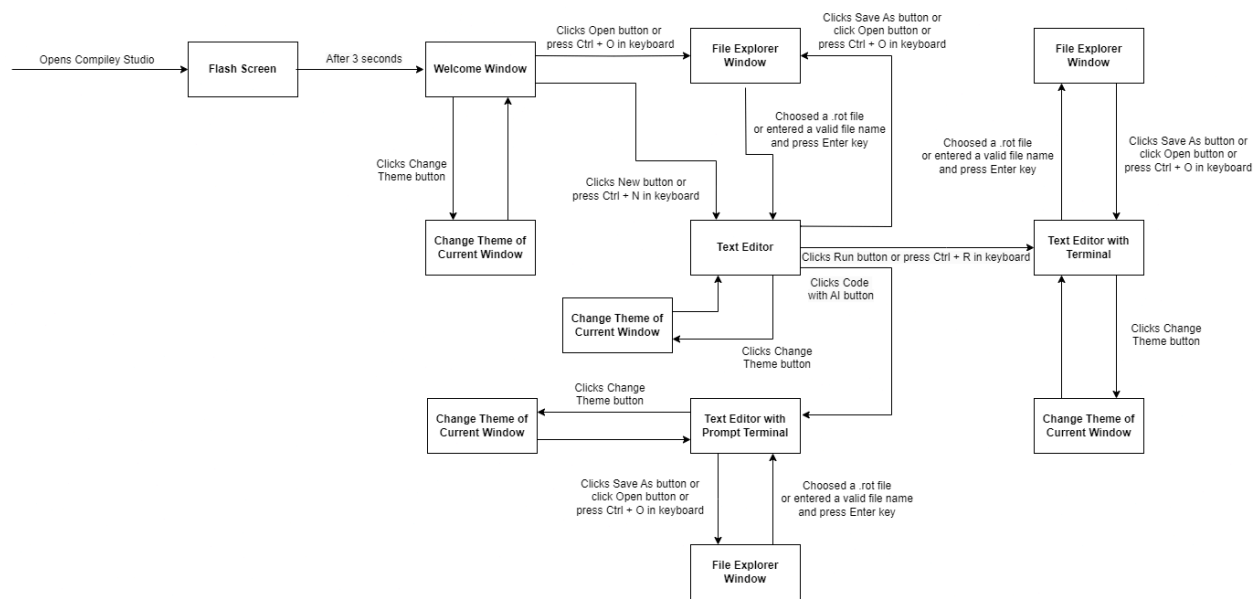 Opens Compiley Studio
Flash Screen
After 3 seconds
Welcome Window
Clicks Open button or
press Ctrl + O in keyboard
File Explorer
Window
Clicks Save As button or
click Open button or
press Ctrl + O in keyboard
File Explorer
Window
Choosed a .rot file
or entered a valid file name
and press Enter key
Choosed a .rot file
or entered a valid file name
and press Enter key
Clicks Save As button or
click Open button or
press Ctrl + O in keyboard
Clicks Change
Theme button
Clicks New button or
press Ctrl + N in keyboard
Change Theme of
Current Window
Text Editor
Clicks Run button or press Ctrl + R in keyboard
Text Editor with
Terminal
Clicks Code
with AI button
Change Theme of
Current Window
Clicks Change
Theme button
Clicks Change
Theme button
Clicks Change
Theme button
Change Theme of
Current Window
Text Editor with
Prompt Terminal
Change Theme of
Current Window
Clicks Save As button or
click Open button or
press Ctrl + O in keyboard
Choosed a .rot file
or entered a valid file name
and press Enter key
File Explorer
Window